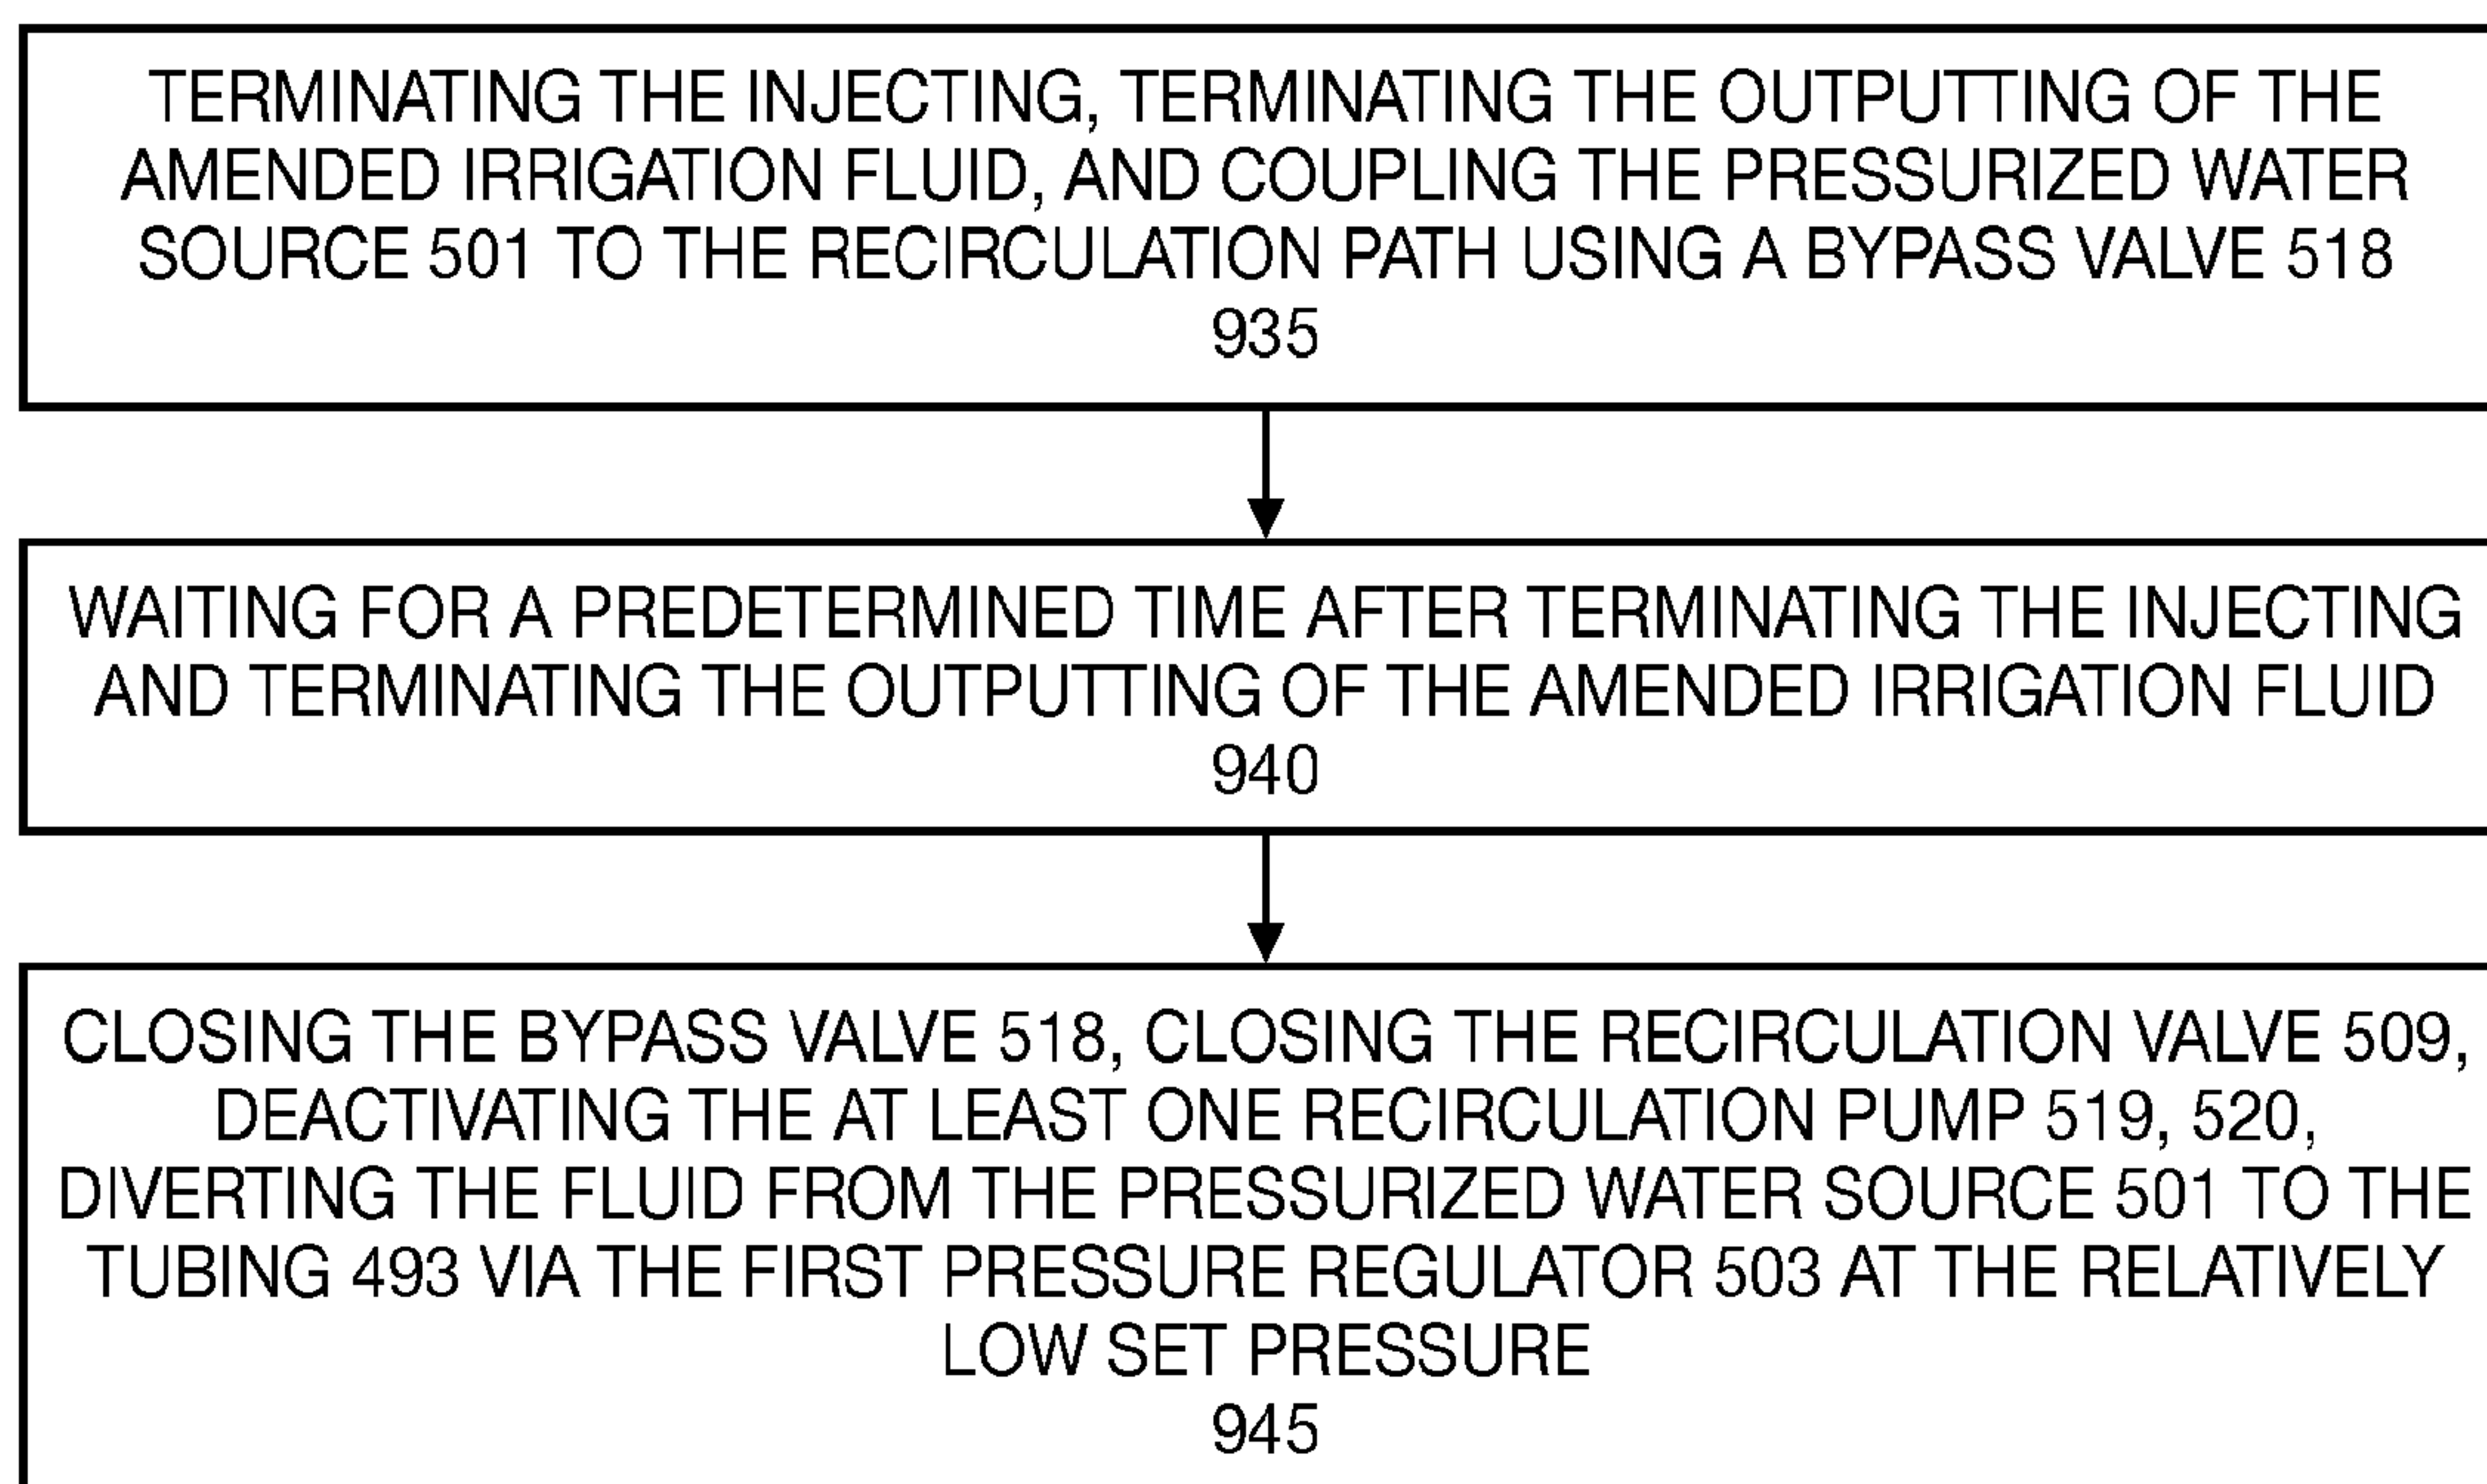 TERMINATING THE INJECTING, TERMINATING THE OUTPUTTING OF THE
AMENDED IRRIGATION FLUID, AND COUPLING THE PRESSURIZED WATER
SOURCE 501 TO THE RECIRCULATION PATH USING A BYPASS VALVE 518
935
WAITING FOR A PREDETERMINED TIME AFTER TERMINATING THE INJECTING
AND TERMINATING THE OUTPUTTING OF THE AMENDED IRRIGATION FLUID
940
CLOSING THE BYPASS VALVE 518, CLOSING THE RECIRCULATION VALVE 509,
DEACTIVATING THE AT LEAST ONE RECIRCULATION PUMP 519, 520,
DIVERTING THE FLUID FROM THE PRESSURIZED WATER SOURCE 501 TO THE
TUBING 493 VIA THE FIRST PRESSURE REGULATOR 503 AT THE RELATIVELY
LOW SET PRESSURE
945